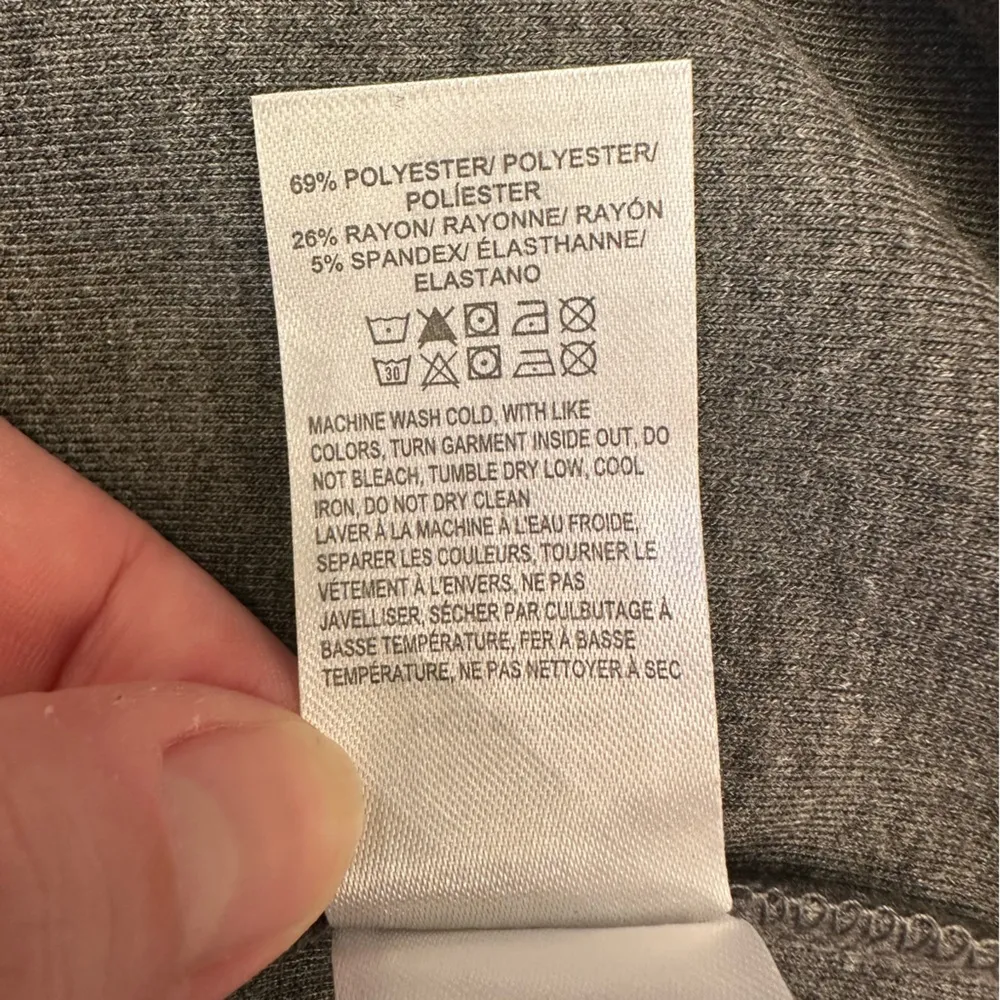 69% POLYESTER/ POLYESTER/
POLÍESTER
26% RAYON/ RAYONNE/ RAYÓN
5% SPANDEX/ ÉLASTHANNE/
ELASTANO
30
MACHINE WASH COLD, WITH LIKE
COLORS, TURN GARMENT INSIDE OUT, DO
NOT BLEACH, TUMBLE DRY LOW, COOL
IRON, DO NOT DRY CLEAN
LAVER À LA MACHINE À L'EAU FROIDE,
SEPARER LES COULEURS, TOURNER LE
VÊTEMENT À L'ENVERS, NE PAS
JAVELLISER, SÉCHER PAR CULBUTAGE À
BASSE TEMPÉRATURE, FER À BASSE
TEMPÉRATURE, NE PAS NETTOYER À SEC